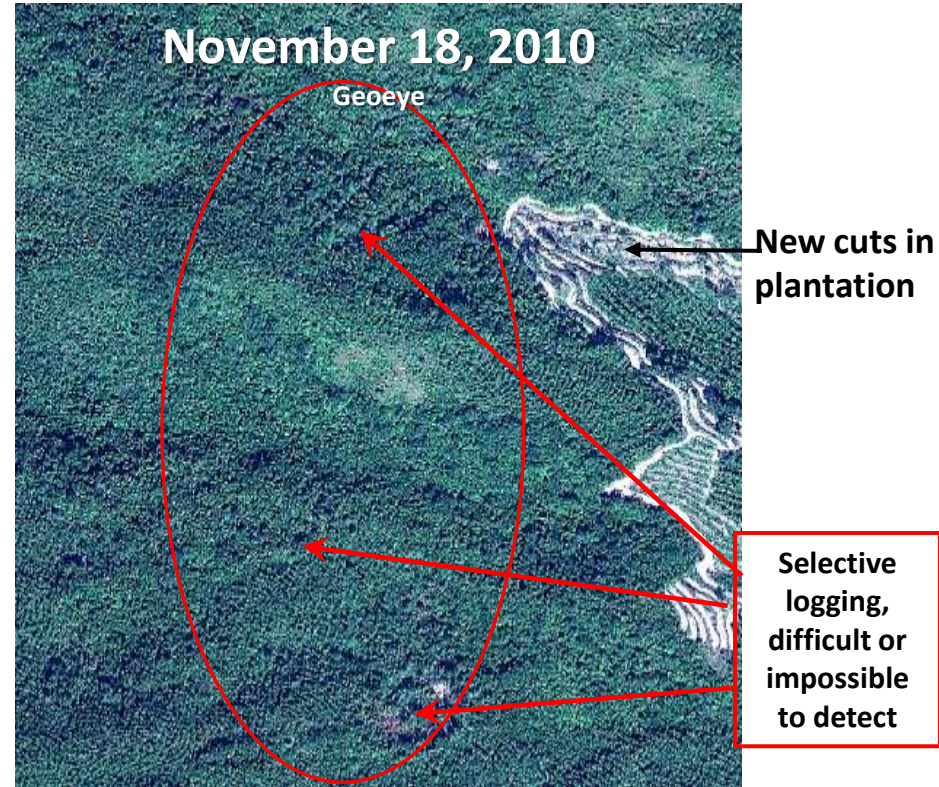 November 18, 2010
Geoeye
New cuts in
plantation
Selective
logging,
difficult or
impossible
to detect